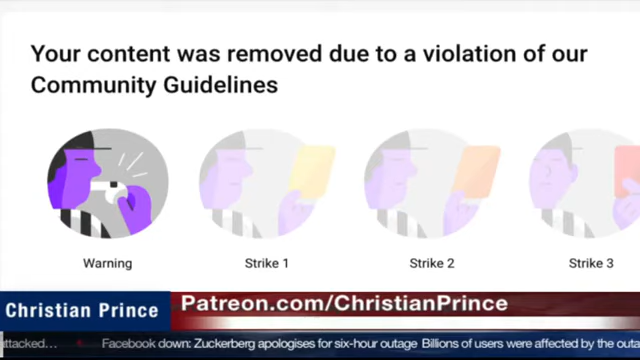 Your content was removed due to a violation of our
Community Guidelines
Warning
Strike 1
Strike 2
Strike 3
Christian Prince
Patreon.com/ChristianPrince
attacked... Facebook down: Zuckerberg apologises for six-hour outage Billions of users were affected by the outa